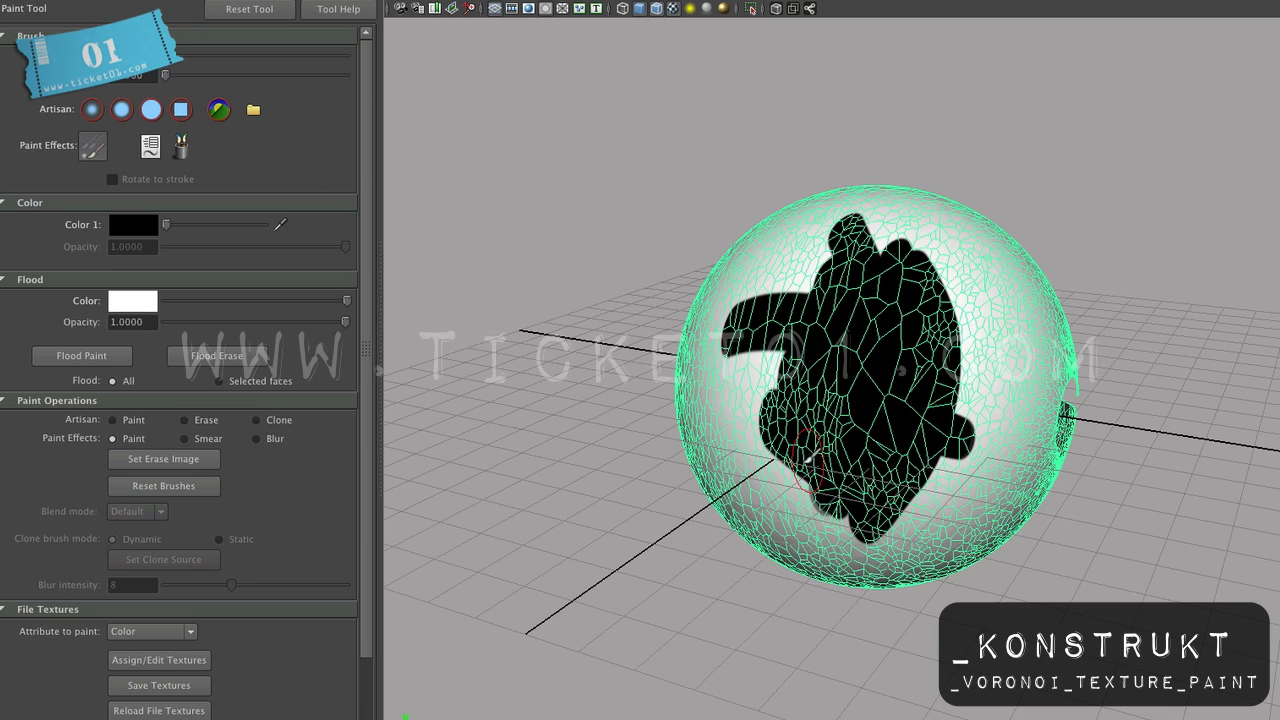 Paint Tool
Reset Tool
Tool Help
Brush
01
www.ticket01.com
Artisan:
Paint Effects:
Rotate to stroke
Color
Color 1:
Opacity: 1.0000
Flood
Color:
Opacity: 1.0000
Flood Paint
Flood Erase
WWW.TICKET01.COM
Flood: All Selected faces
Paint Operations
Artisan: Paint Erase Clone
Paint Effects: Paint Smear Blur
Set Erase Image
Reset Brushes
Blend mode: Default
Clone brush mode: Dynamic Static
Set Clone Source
Blur intensity: 8
File Textures
Attribute to paint: Color
Assign/Edit Textures
Save Textures
Reload File Textures
_KONSTRUKT
_VORONOI_TEXTURE_PAINT